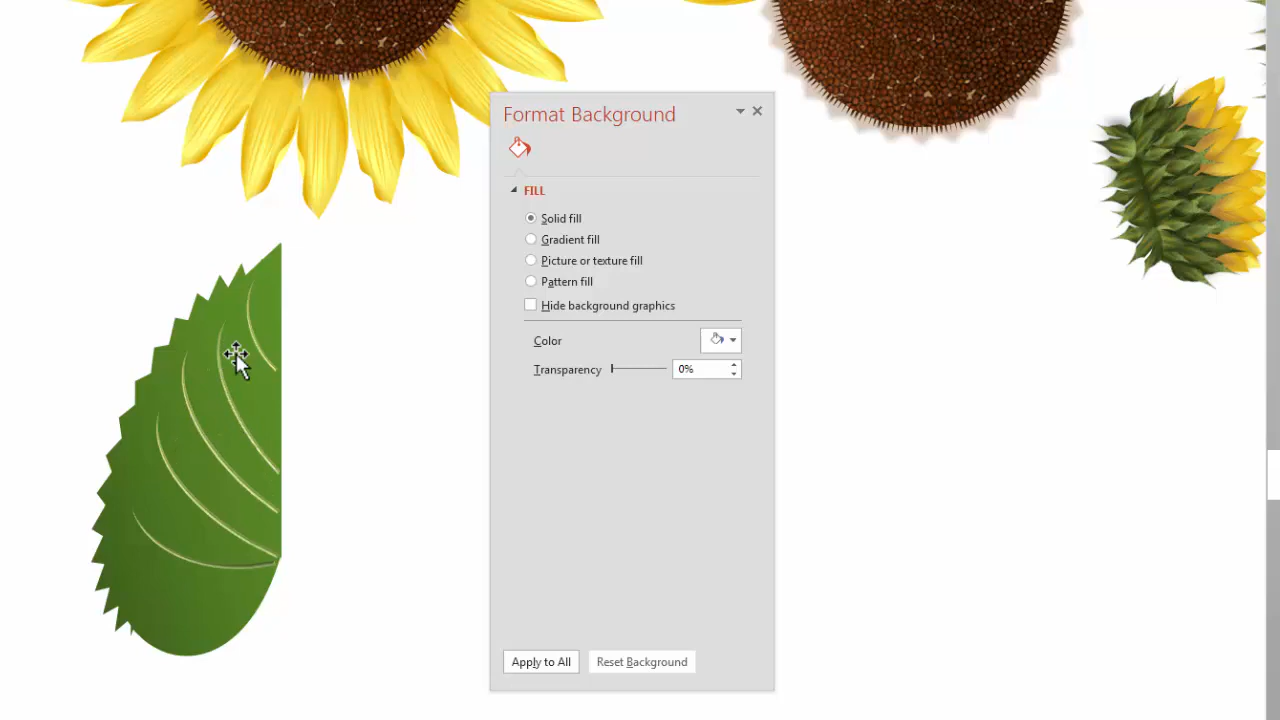 Format Background
FILL
Solid fill
Gradient fill
Picture or texture fill
Pattern fill
Hide background graphics
Color
Transparency 0%
Apply to All Reset Background